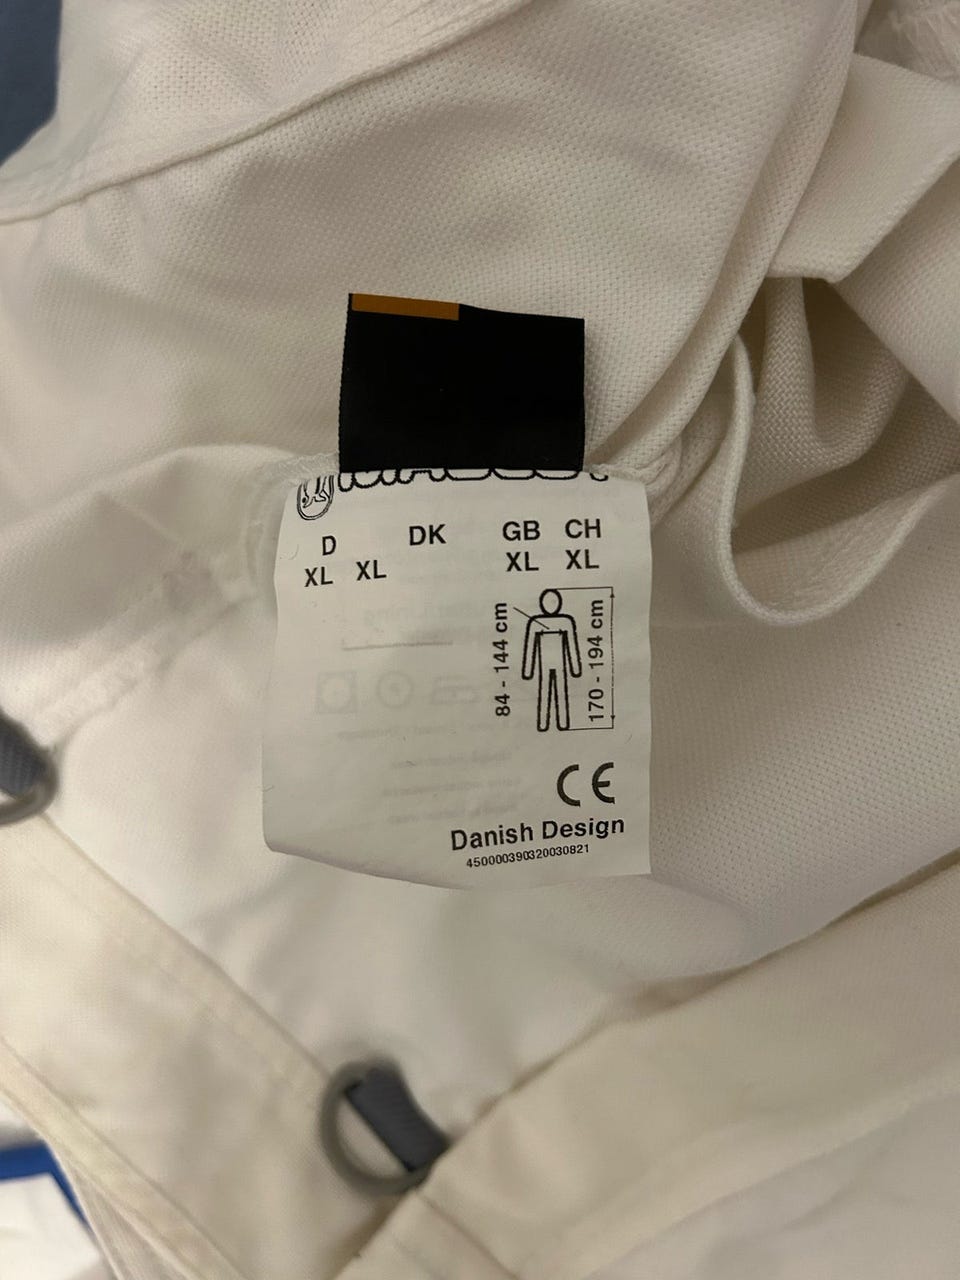 D DK GB CH
XL XL XL XL
84 - 144 cm
170 - 194 cm
CE
Danish Design
450000390320030821